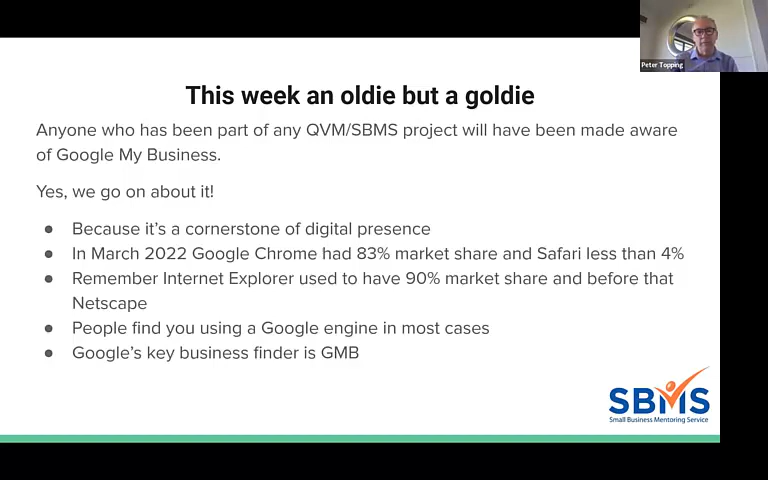 Peter Topping
This week an oldie but a goldie
Anyone who has been part of any QVM/SBMS project will have been made aware
of Google My Business.
Yes, we go on about it!
● Because it's a cornerstone of digital presence
● In March 2022 Google Chrome had 83% market share and Safari less than 4%
● Remember Internet Explorer used to have 90% market share and before that
Netscape
● People find you using a Google engine in most cases
● Google's key business finder is GMB
SBMS
Small Business Mentoring Service